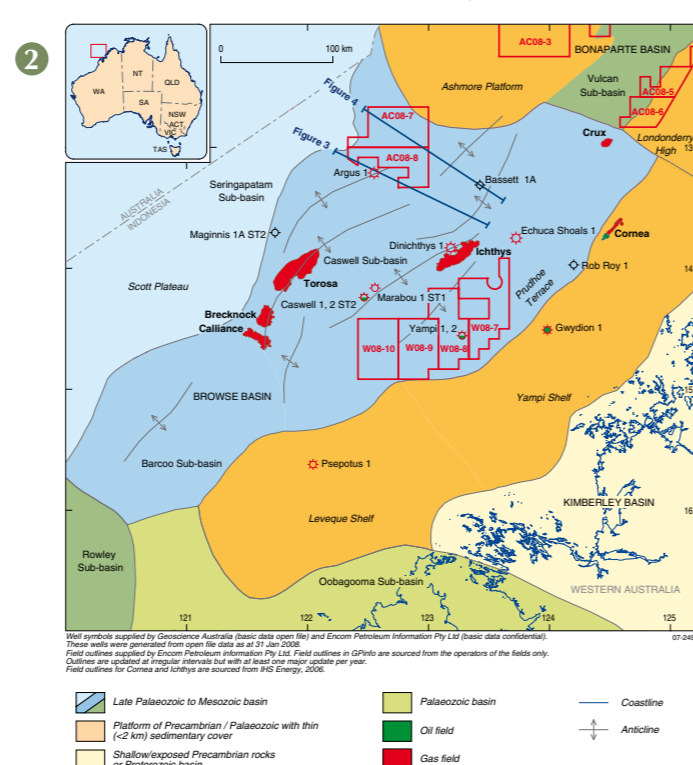 2
WA
NT
SA
QLD
NSW
ACT
VIC
TAS
0
100 km
AC08-3
BONAPARTE BASIN
Ashmore Platform
Vulcan
Sub-basin
AC08-5
AC08-6
Londonderry
High
13
Figure 4
Figure 3
AC08-7
AC08-8
Argus 1
Crux
Bassett 1A
AUSTRALIA
INDONESIA
Seringapatam
Sub-basin
Maginnis 1A ST2
Dinichthys 1
Echuca Shoals 1
Cornea
Ichthys
Caswell Sub-basin
Rob Roy 1
14
Scott Plateau
Torosa
Prudhoe
Terrace
Caswell 1, 2 ST2
Marabou 1 ST1
Brecknock
Calliance
Yampi 1, 2
Gwydion 1
W08-10
W08-9
W08-8
W08-7
15
BROWSE BASIN
Yampi Shelf
Barcoo Sub-basin
Psepotus 1
KIMBERLEY BASIN
Leveque Shelf
16
Rowley
Sub-basin
Oobagooma Sub-basin
WESTERN AUSTRALIA
121
122
123
124
125
Well symbols supplied by Geoscience Australia (basic data open file) and Encom Petroleum Information Pty Ltd (basic data confidential).
07-249
These wells were generated from open file data as at 31 Jan 2008.
Field outlines supplied by Encom Petroleum information Pty Ltd. Field outlines in GPinfo are sourced from the operators of the fields only.
Outlines are updated at irregular intervals but with at least one major update per year.
Field outlines for Cornea and Ichthys are sourced from IHS Energy, 2006.
Late Palaeozoic to Mesozoic basin
Palaeozoic basin
Coastline
Platform of Precambrian / Palaeozoic with thin
(<2 km) sedimentary cover
Oil field
Anticline
Shallow/exposed Precambrian rocks
or Proterozoic basin
Gas field